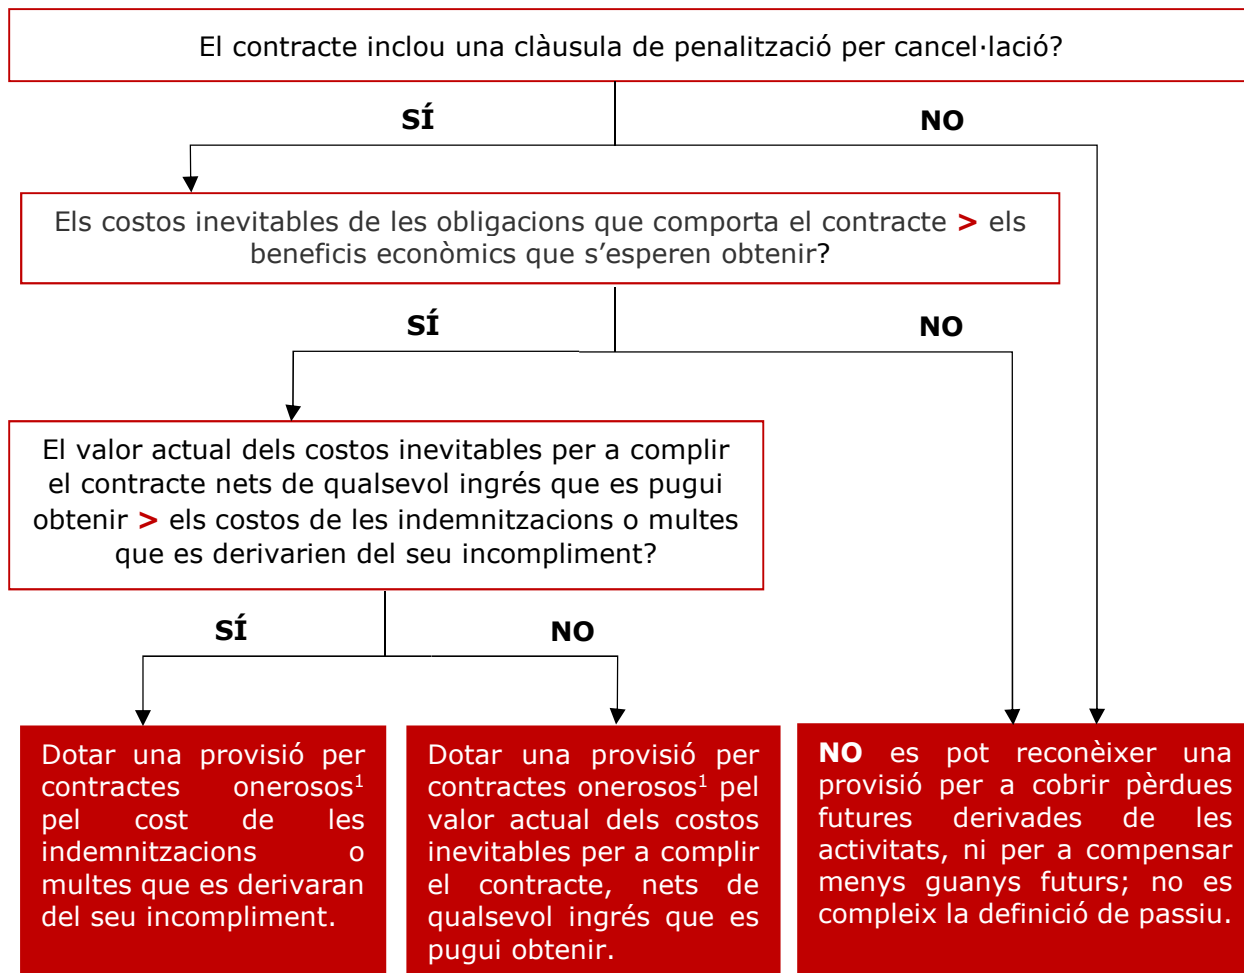 El contracte inclou una clàusula de penalització per cancel·lació?
SÍ
NO
Els costos inevitables de les obligacions que comporta el contracte > els
beneficis econòmics que s’esperen obtenir?
SÍ
NO
El valor actual dels costos inevitables per a complir
el contracte nets de qualsevol ingrés que es pugui
obtenir > els costos de les indemnitzacions o multes
que es derivarien del seu incompliment?
SÍ
NO
Dotar una provisió per
contractes onerosos¹
pel cost de les
indemnitzacions o
multes que es derivaran
del seu incompliment.
Dotar una provisió per
contractes onerosos¹ pel
valor actual dels costos
inevitables per a complir
el contracte, nets de
qualsevol ingrés que es
pugui obtenir.
NO es pot reconèixer una
provisió per a cobrir pèrdues
futures derivades de les
activitats, ni per a compensar
menys guanys futurs; no es
compleix la definició de passiu.